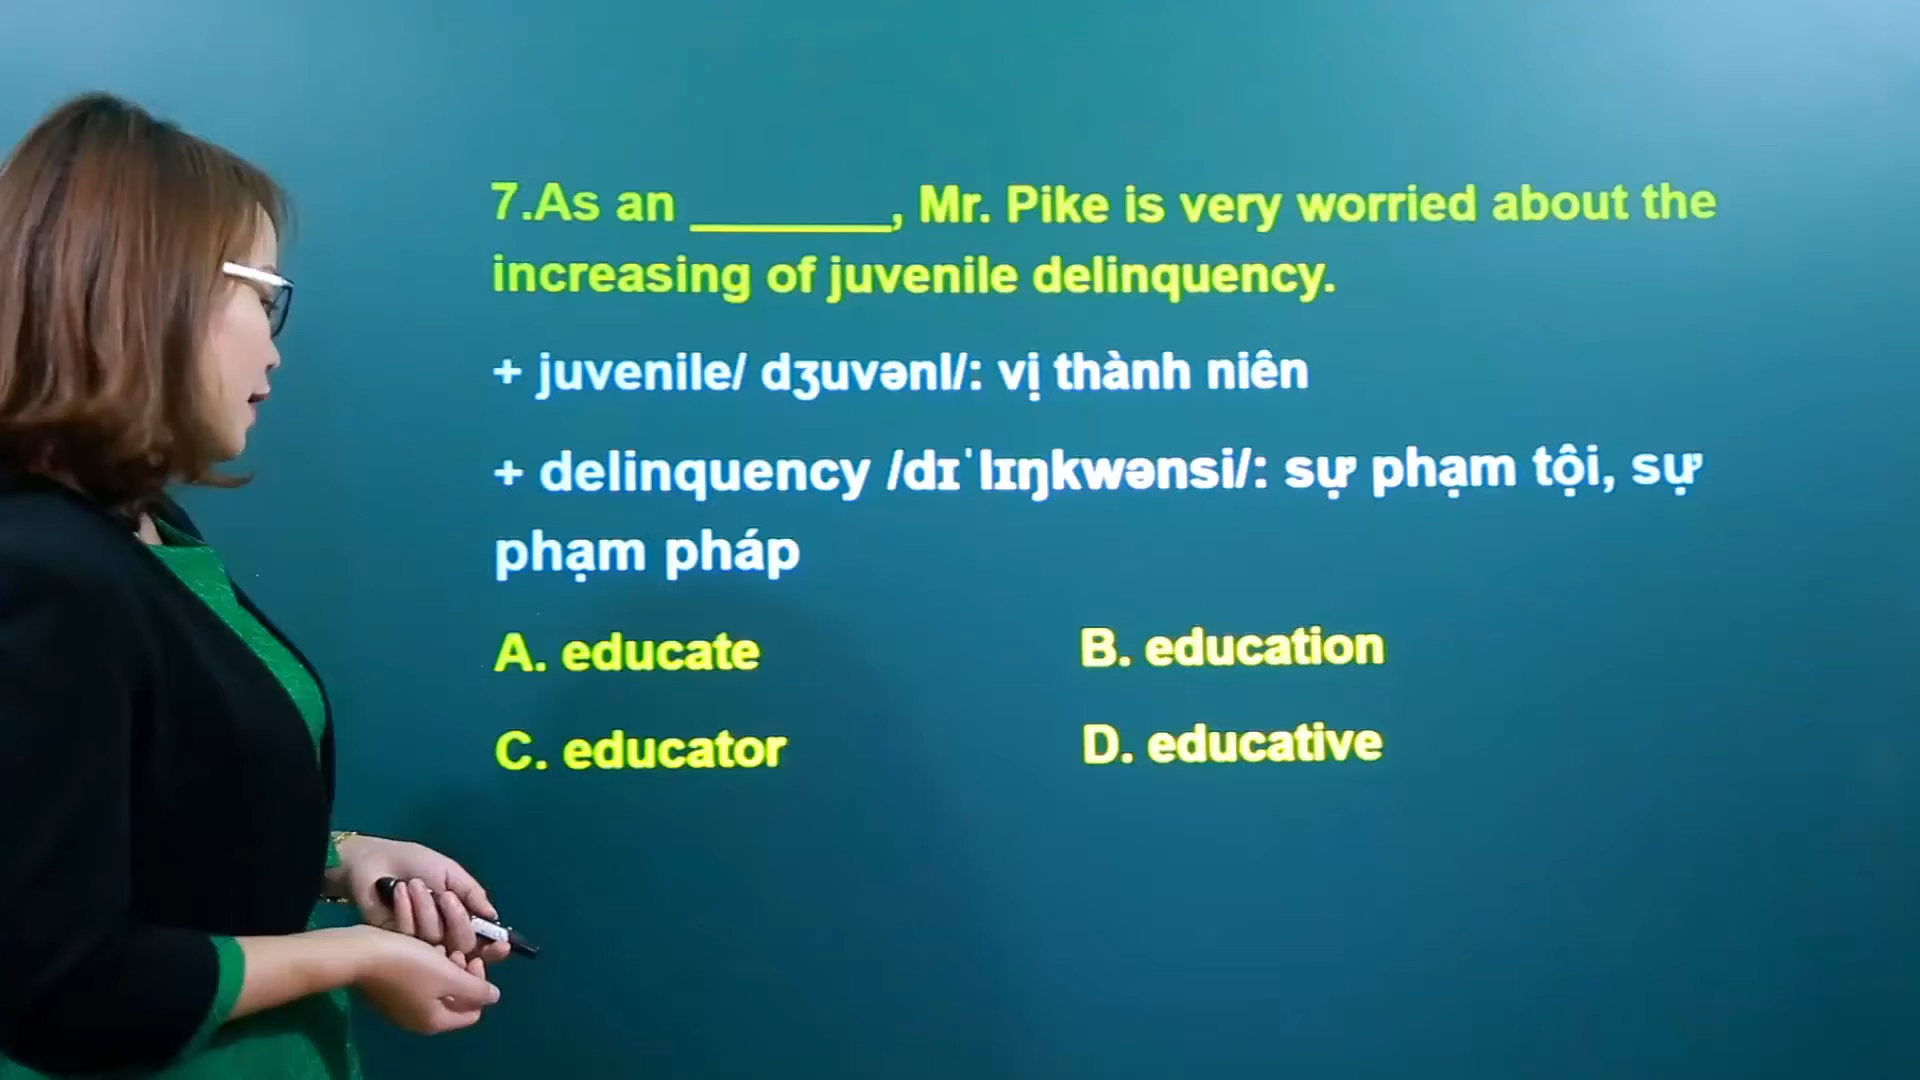 7.As an ________, Mr. Pike is very worried about the
increasing of juvenile delinquency.
+ juvenile/ dʒuvənl/: vị thành niên
+ delinquency /dɪˈlɪŋkwənsi/: sự phạm tội, sự
phạm pháp
A. educate
B. education
C. educator
D. educative